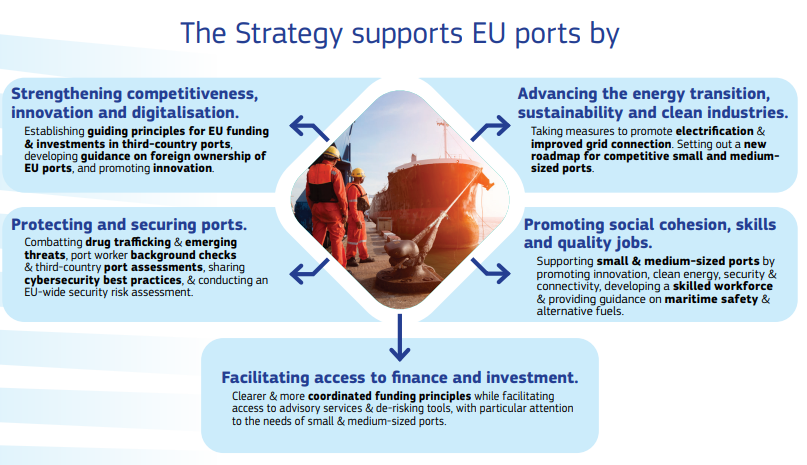 The Strategy supports EU ports by
Strengthening competitiveness,
innovation and digitalisation.
Establishing guiding principles for EU funding
& investments in third-country ports,
developing guidance on foreign ownership of
EU ports, and promoting innovation.
Advancing the energy transition,
sustainability and clean industries.
Taking measures to promote electrification &
improved grid connection. Setting out a new
roadmap for competitive small and medium-
sized ports.
Protecting and securing ports.
Combatting drug trafficking & emerging
threats, port worker background checks
& third-country port assessments, sharing
cybersecurity best practices, & conducting an
EU-wide security risk assessment.
Promoting social cohesion, skills
and quality jobs.
Supporting small & medium-sized ports by
promoting innovation, clean energy, security &
connectivity, developing a skilled workforce
& providing guidance on maritime safety &
alternative fuels.
Facilitating access to finance and investment.
Clearer & more coordinated funding principles while facilitating
access to advisory services & de-risking tools, with particular attention
to the needs of small & medium-sized ports.